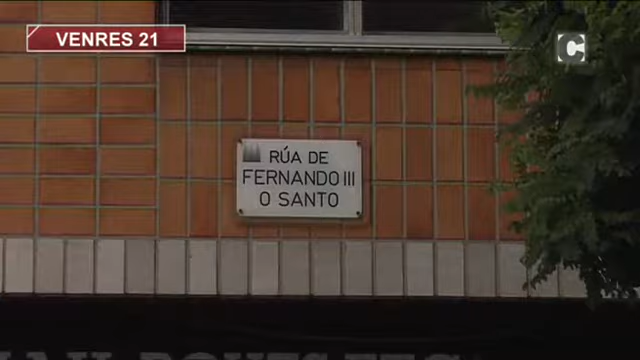 VENRES 21
C
RÚA DE
FERNANDO III
O SANTO